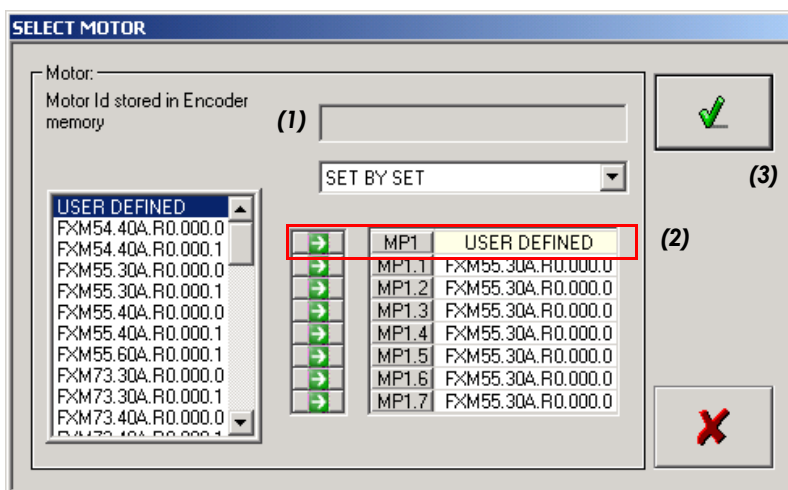 SELECT MOTOR
Motor:
Motor Id stored in Encoder
memory
(1)
SET BY SET
(3)
USER DEFINED
FXM54.40A.R0.000.0
FXM54.40A.R0.000.1
FXM55.30A.R0.000.0
FXM55.30A.R0.000.1
FXM55.40A.R0.000.0
FXM55.40A.R0.000.1
FXM55.60A.R0.000.1
FXM73.30A.R0.000.0
FXM73.30A.R0.000.1
FXM73.40A.R0.000.0
FXM73.40A.R0.000.1
MP1 USER DEFINED
(2)
MP1.1 FXM55.30A.R0.000.0
MP1.2 FXM55.30A.R0.000.0
MP1.3 FXM55.30A.R0.000.0
MP1.4 FXM55.30A.R0.000.0
MP1.5 FXM55.30A.R0.000.0
MP1.6 FXM55.30A.R0.000.0
MP1.7 FXM55.30A.R0.000.0